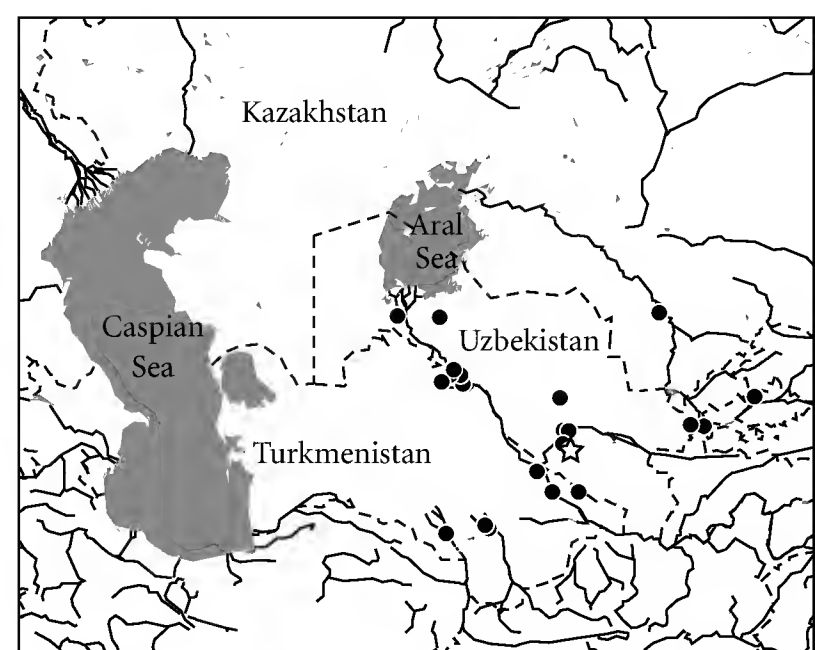 Kazakhstan
Aral
Sea
Caspian
Sea
Uzbekistan
Turkmenistan